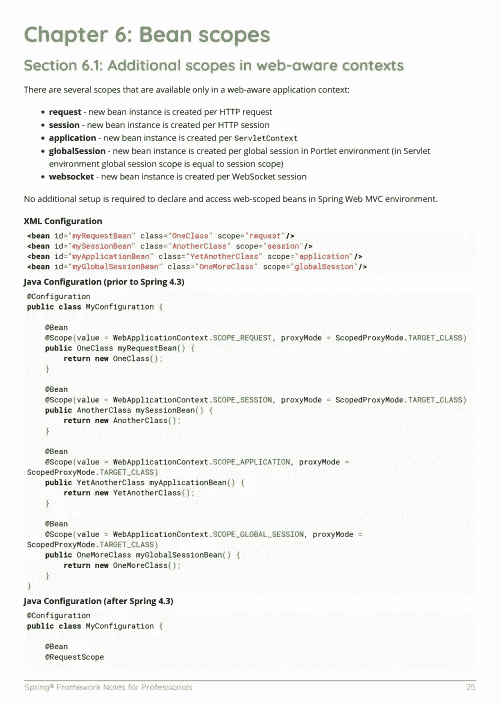 Chapter 6: Bean scopes
Section 6.1: Additional scopes in web-aware contexts
There are several scopes that are available only in a web-aware application context:
• request - new bean instance is created per HTTP request
• session - new bean instance is created per HTTP session
• application - new bean instance is created per ServletContext
• globalSession - new bean instance is created per global session in Portlet environment (in Servlet
environment global session scope is equal to session scope)
• websocket - new bean instance is created per WebSocket session
No additional setup is required to declare and access web-scoped beans in Spring Web MVC environment.
XML Configuration
<bean id="myRequestBean" class="OneClass" scope="request"/>
<bean id="mySessionBean" class="AnotherClass" scope="session"/>
<bean id="myApplicationBean" class="YetAnotherClass" scope="application"/>
<bean id="myGlobalSessionBean" class="OneMoreClass" scope="globalSession"/>
Java Configuration (prior to Spring 4.3)
@Configuration
public class MyConfiguration {
@Bean
@Scope(value = WebApplicationContext.SCOPE_REQUEST, proxyMode = ScopedProxyMode.TARGET_CLASS)
public OneClass myRequestBean() {
return new OneClass();
}
@Bean
@Scope(value = WebApplicationContext.SCOPE_SESSION, proxyMode = ScopedProxyMode.TARGET_CLASS)
public AnotherClass mySessionBean() {
return new AnotherClass();
}
@Bean
@Scope(value = WebApplicationContext.SCOPE_APPLICATION, proxyMode =
ScopedProxyMode.TARGET_CLASS)
public YetAnotherClass myApplicationBean() {
return new YetAnotherClass();
}
@Bean
@Scope(value = WebApplicationContext.SCOPE_GLOBAL_SESSION, proxyMode =
ScopedProxyMode.TARGET_CLASS)
public OneMoreClass myGlobalSessionBean() {
return new OneMoreClass();
}
}
Java Configuration (after Spring 4.3)
@Configuration
public class MyConfiguration {
@Bean
@RequestScope
Spring® Framework Notes for Professionals 25